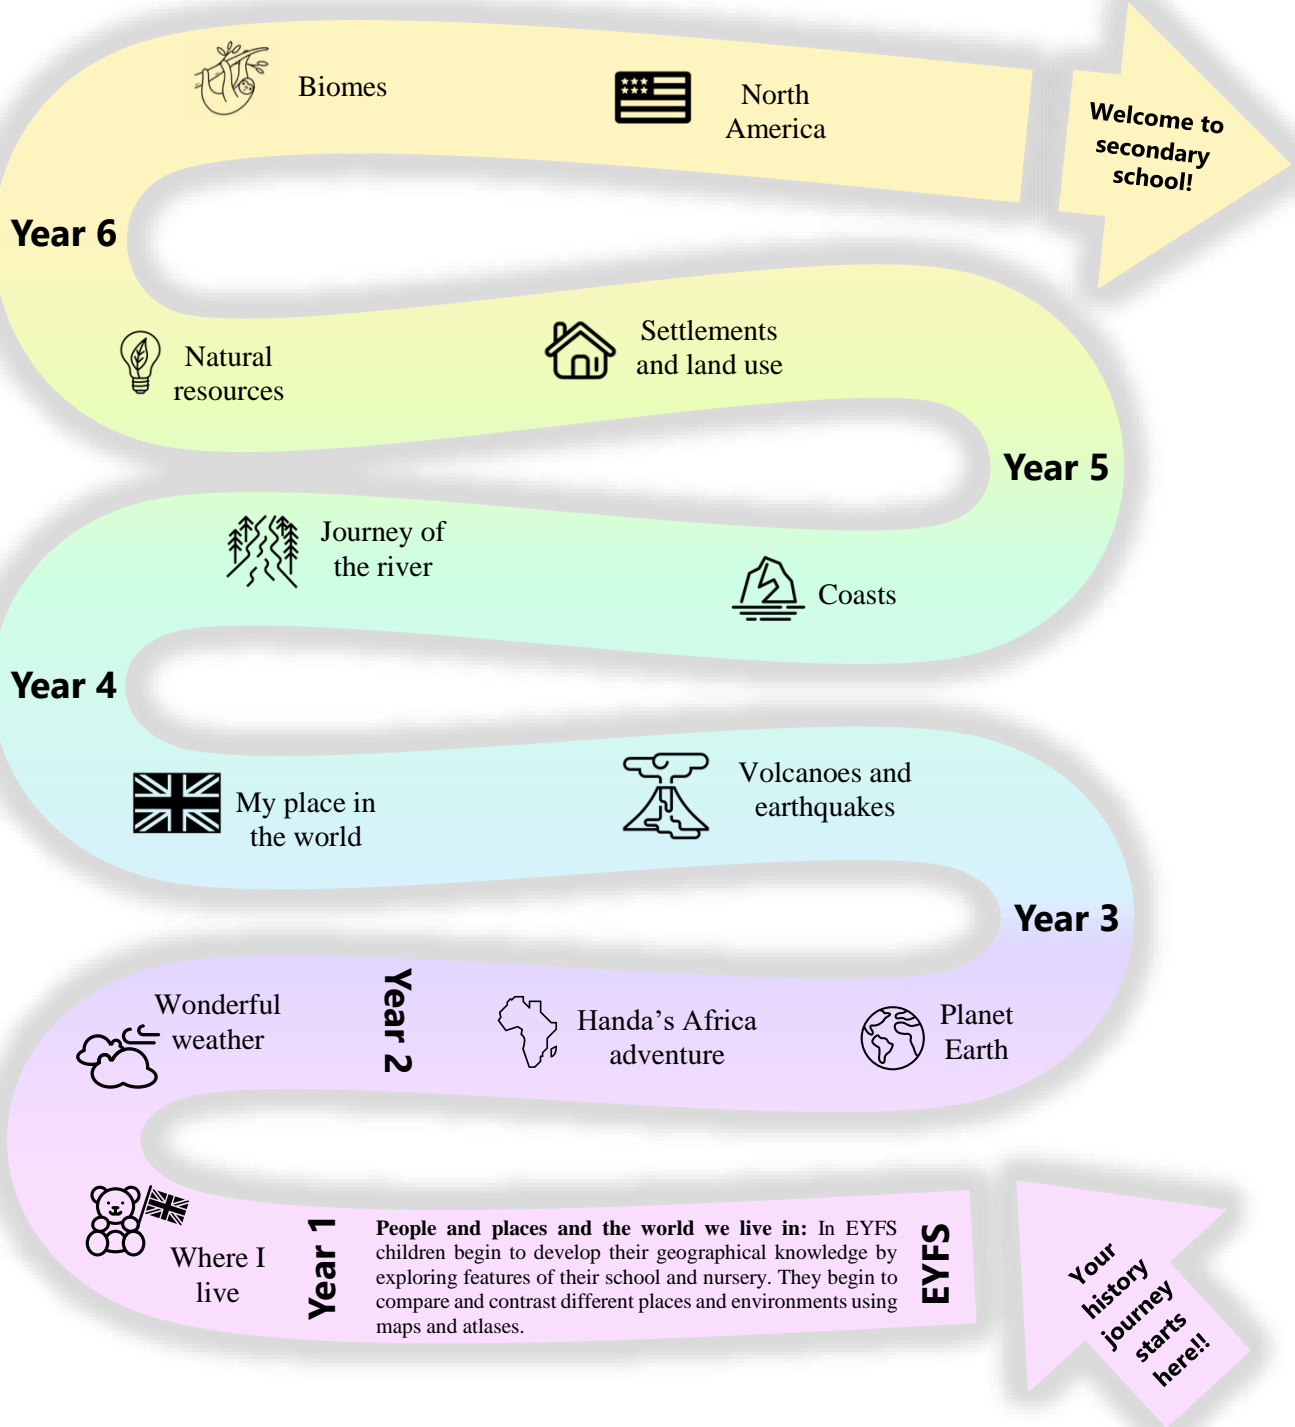 Biomes
North
America
Welcome to
secondary
school!
Year 6
Natural
resources
Settlements
and land use
Year 5
Journey of
the river
Coasts
Year 4
My place in
the world
Volcanoes and
earthquakes
Year 3
Wonderful
weather
Year 2
Handa’s Africa
adventure
Planet
Earth
Where I
live
Year 1
People and places and the world we live in: In EYFS
children begin to develop their geographical knowledge by
exploring features of their school and nursery. They begin to
compare and contrast different places and environments using
maps and atlases.
EYFS
Your
history
journey
starts
here!!